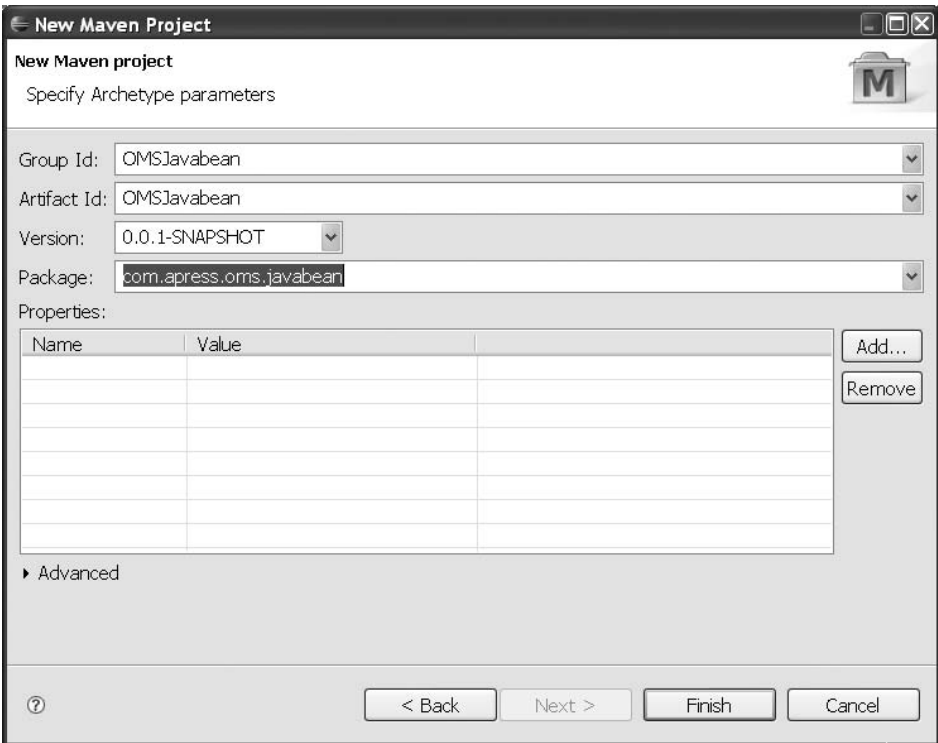 New Maven Project
New Maven project
Specify Archetype parameters
M
Group Id: OMSJavabean
Artifact Id: OMSJavabean
Version: 0.0.1-SNAPSHOT
Package: com.apress.oms.javabean
Properties:
Name Value
Add...
Remove
Advanced
?
< Back Next > Finish Cancel